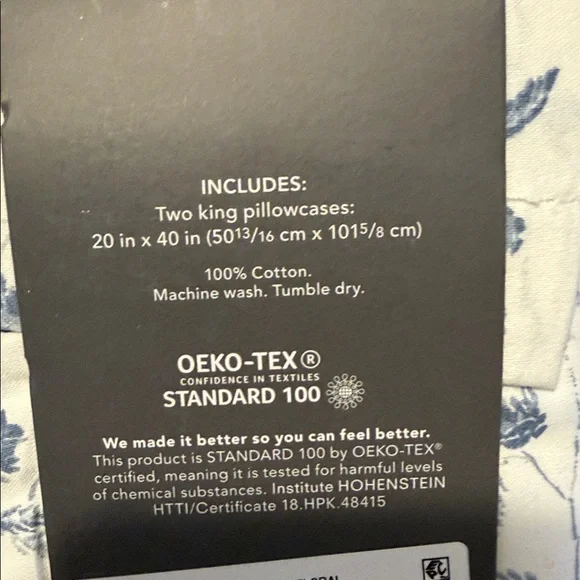 INCLUDES:
Two king pillowcases:
20 in x 40 in (5013/16 cm x 1015/8 cm)
100% Cotton.
Machine wash. Tumble dry.
OEKO-TEX®
CONFIDENCE IN TEXTILES
STANDARD 100
We made it better so you can feel better.
This product is STANDARD 100 by OEKO-TEX®
certified, meaning it is tested for harmful levels
of chemical substances. Institute HOHENSTEIN
HTTI/Certificate 18.HPK.48415